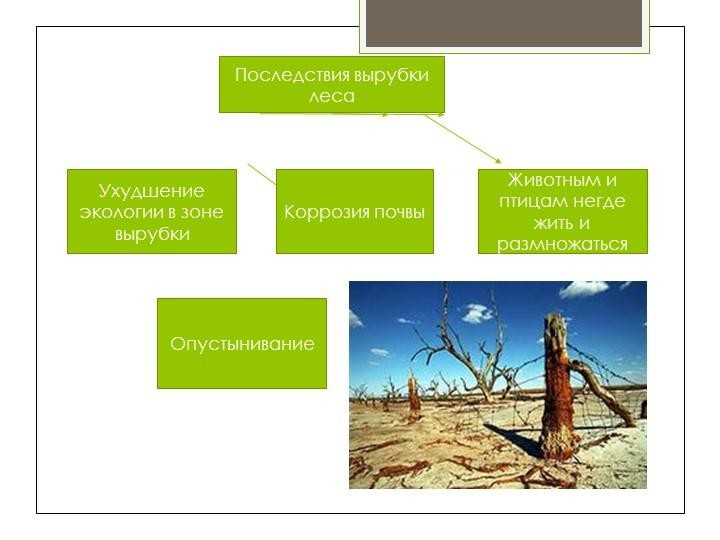 Последствия вырубки
леса
Ухудшение
экологии в зоне
вырубки
Коррозия почвы
Животным и
птицам негде
жить и
размножаться
Опустынивание